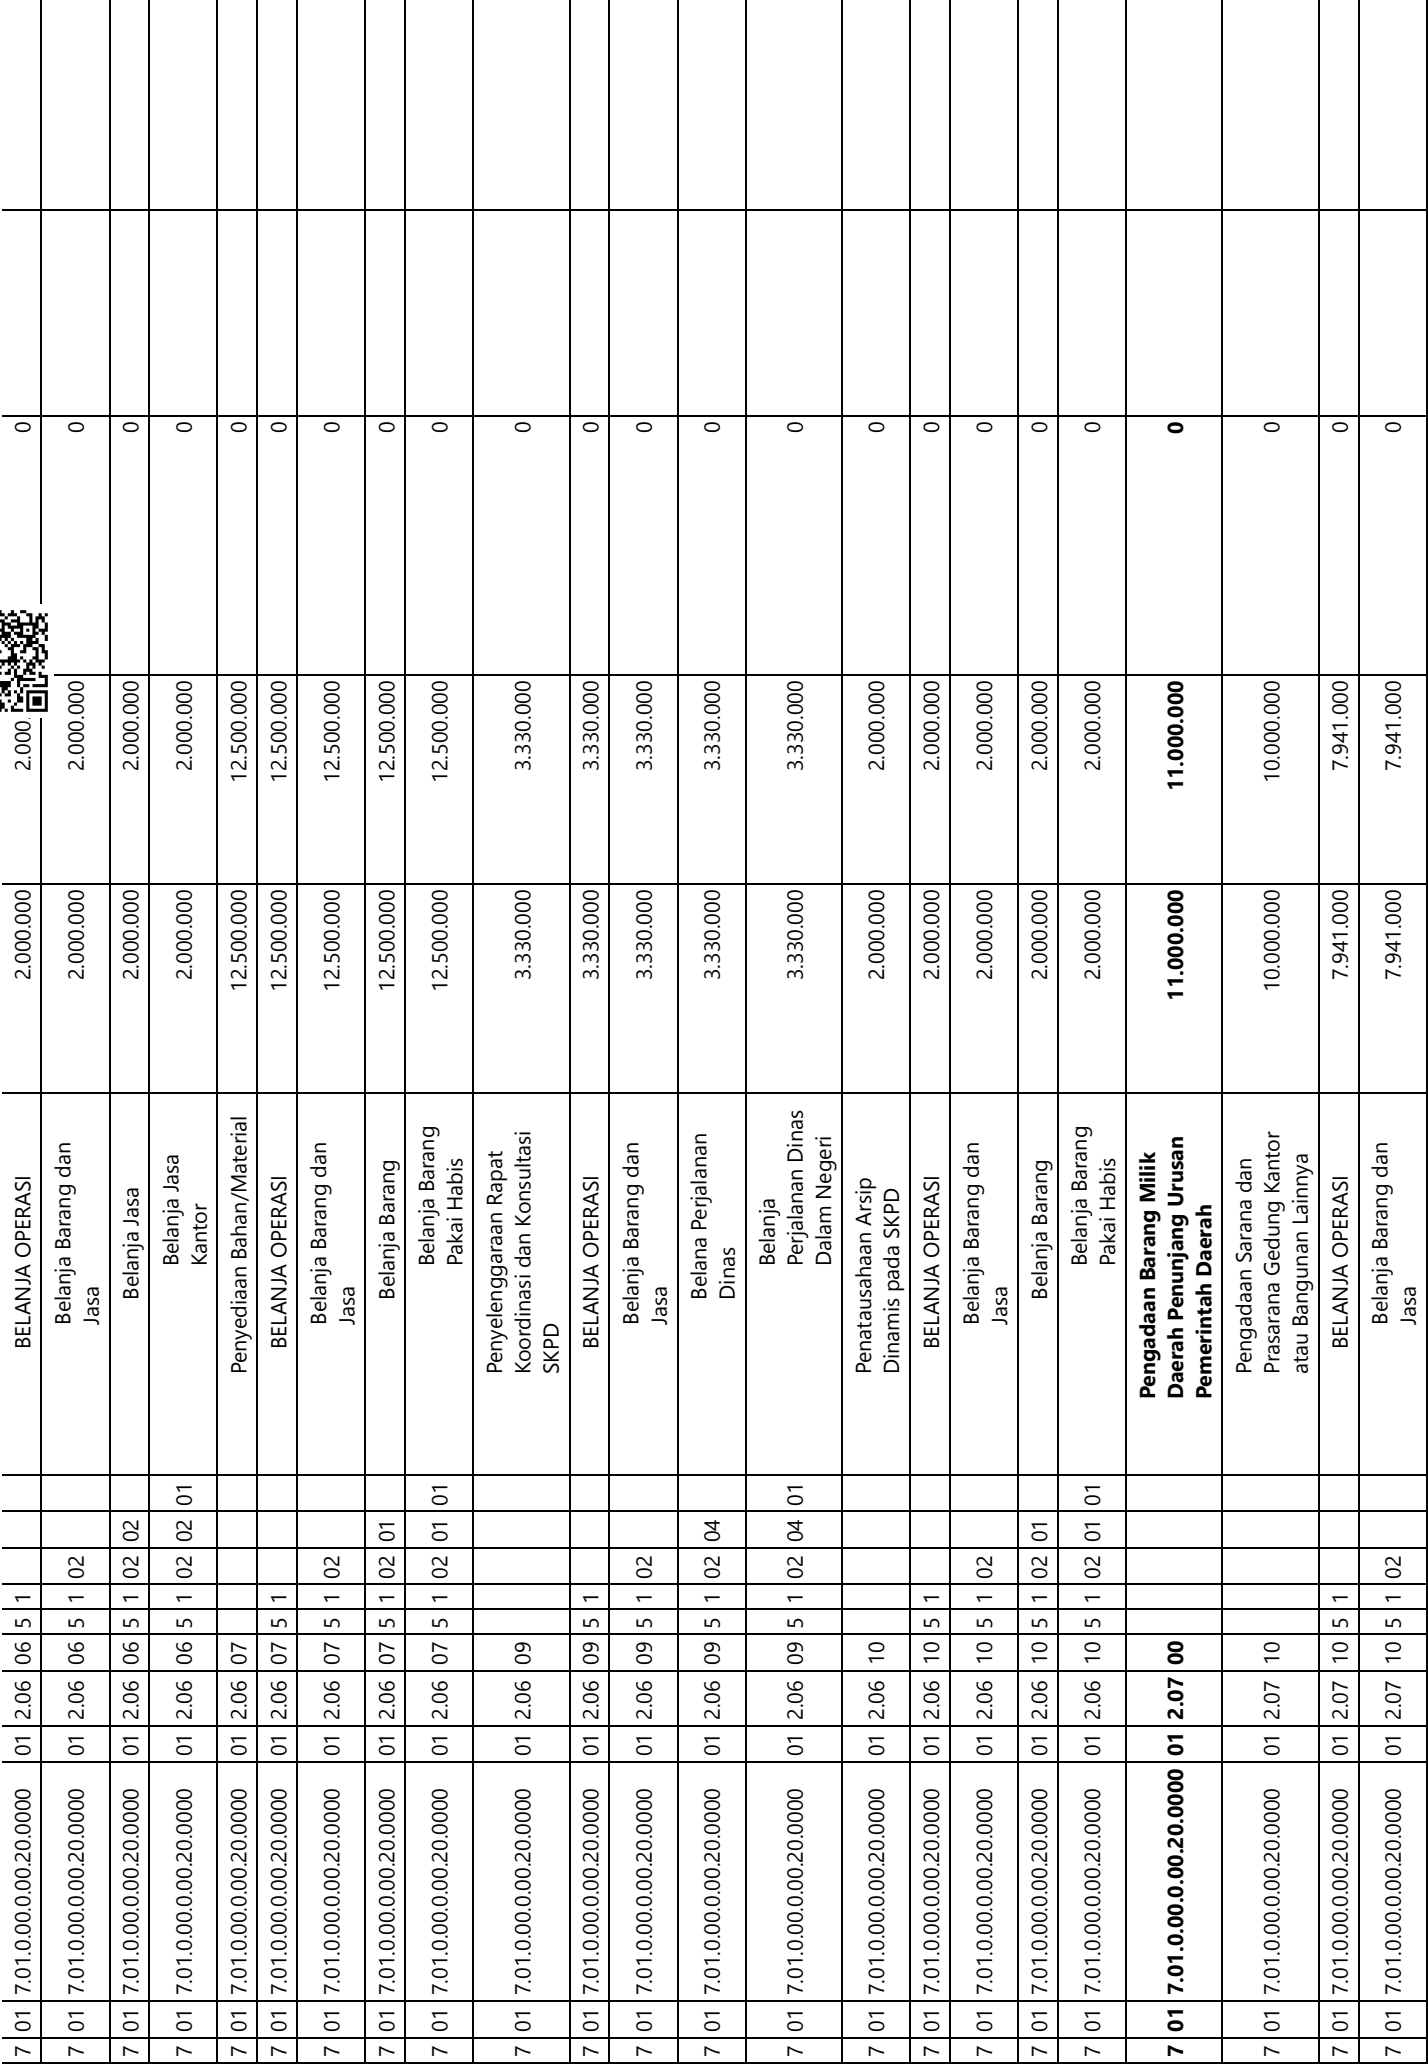 7 01 7.01.0.00.0.00.20.0000 01 2.06 06 5 1 BELANJA OPERASI 2.000.000 2.000. 0
7 01 7.01.0.00.0.00.20.0000 01 2.06 06 5 1 02 Belanja Barang dan 2.000.000 2.000.000 0
Jasa
7 01 7.01.0.00.0.00.20.0000 01 2.06 06 5 1 02 02 Belanja Jasa 2.000.000 2.000.000 0
7 01 7.01.0.00.0.00.20.0000 01 2.06 06 5 1 02 02 01 Belanja Jasa 2.000.000 2.000.000 0
Kantor
7 01 7.01.0.00.0.00.20.0000 01 2.06 07 Penyediaan Bahan/Material 12.500.000 12.500.000 0
7 01 7.01.0.00.0.00.20.0000 01 2.06 07 5 1 BELANJA OPERASI 12.500.000 12.500.000 0
7 01 7.01.0.00.0.00.20.0000 01 2.06 07 5 1 02 Belanja Barang dan 12.500.000 12.500.000 0
Jasa
7 01 7.01.0.00.0.00.20.0000 01 2.06 07 5 1 02 01 Belanja Barang 12.500.000 12.500.000 0
7 01 7.01.0.00.0.00.20.0000 01 2.06 07 5 1 02 01 01 Belanja Barang 12.500.000 12.500.000 0
Pakai Habis
7 01 7.01.0.00.0.00.20.0000 01 2.06 09 Penyelenggaraan Rapat 3.330.000 3.330.000 0
Koordinasi dan Konsultasi
SKPD
7 01 7.01.0.00.0.00.20.0000 01 2.06 09 5 1 BELANJA OPERASI 3.330.000 3.330.000 0
7 01 7.01.0.00.0.00.20.0000 01 2.06 09 5 1 02 Belanja Barang dan 3.330.000 3.330.000 0
Jasa
7 01 7.01.0.00.0.00.20.0000 01 2.06 09 5 1 02 04 Belana Perjalanan 3.330.000 3.330.000 0
Dinas
7 01 7.01.0.00.0.00.20.0000 01 2.06 09 5 1 02 04 01 Belanja 3.330.000 3.330.000 0
Perjalanan Dinas
Dalam Negeri
7 01 7.01.0.00.0.00.20.0000 01 2.06 10 Penatausahaan Arsip 2.000.000 2.000.000 0
Dinamis pada SKPD
7 01 7.01.0.00.0.00.20.0000 01 2.06 10 5 1 BELANJA OPERASI 2.000.000 2.000.000 0
7 01 7.01.0.00.0.00.20.0000 01 2.06 10 5 1 02 Belanja Barang dan 2.000.000 2.000.000 0
Jasa
7 01 7.01.0.00.0.00.20.0000 01 2.06 10 5 1 02 01 Belanja Barang 2.000.000 2.000.000 0
7 01 7.01.0.00.0.00.20.0000 01 2.06 10 5 1 02 01 01 Belanja Barang 2.000.000 2.000.000 0
Pakai Habis
7 01 7.01.0.00.0.00.20.0000 01 2.07 00 Pengadaan Barang Milik 11.000.000 11.000.000 0
Daerah Penunjang Urusan
Pemerintah Daerah
7 01 7.01.0.00.0.00.20.0000 01 2.07 10 Pengadaan Sarana dan 10.000.000 10.000.000 0
Prasarana Gedung Kantor
atau Bangunan Lainnya
7 01 7.01.0.00.0.00.20.0000 01 2.07 10 5 1 BELANJA OPERASI 7.941.000 7.941.000 0
7 01 7.01.0.00.0.00.20.0000 01 2.07 10 5 1 02 Belanja Barang dan 7.941.000 7.941.000 0
Jasa